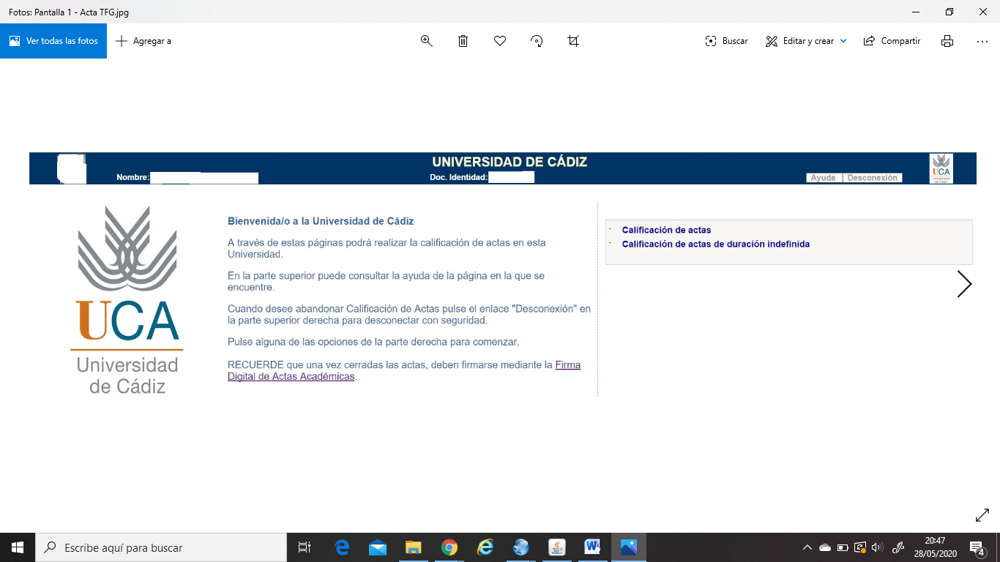 Fotos: Pantalla 1 - Acta TFG.jpg
Ver todas las fotos
Agregar a
Buscar
Editar y crear
Compartir
UNIVERSIDAD DE CÁDIZ
Nombre:
Doc. Identidad:
Ayuda
Desconexión
UCA
Universidad
de Cádiz
UCA
Universidad
de Cádiz
Bienvenida/o a la Universidad de Cádiz
A través de estas páginas podrá realizar la calificación de actas en esta
Universidad.
En la parte superior puede consultar la ayuda de la página en la que se
encuentre.
Cuando desee abandonar Calificación de Actas pulse el enlace "Desconexión" en
la parte superior derecha para desconectar con seguridad.
Pulse alguna de las opciones de la parte derecha para comenzar.
RECUERDE que una vez cerradas las actas, deben firmarse mediante la Firma
Digital de Actas Académicas.
· Calificación de actas
· Calificación de actas de duración indefinida
Escribe aquí para buscar
20:47
28/05/2020
4